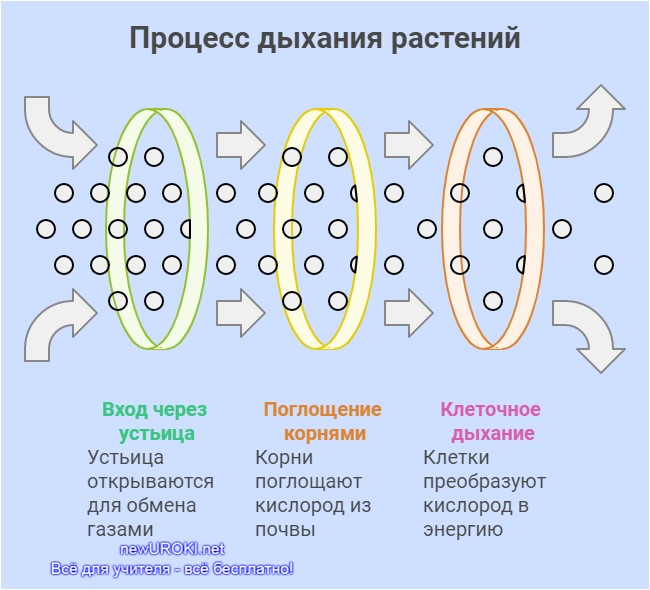 Процесс дыхания растений
Вход через
устьица
Устьица
открываются
для обмена
газами
Поглощение
корнями
Корни
поглощают
кислород из
почвы
Клеточное
дыхание
Клетки
преобразуют
кислород в
энергию
newUROKI.net
Всё для учителя - всё бесплатно!